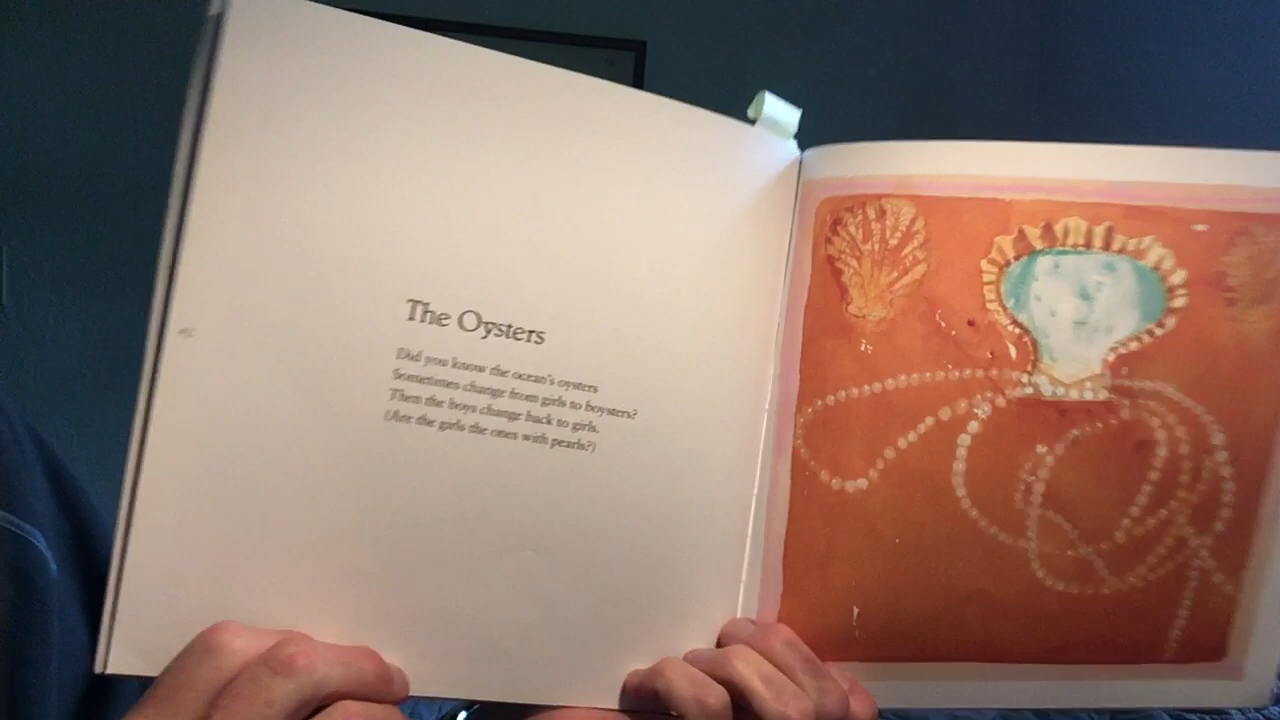 The Oysters
Did you know the ocean's oysters
Sometimes change from girls to boysters?
Then the boys change back to girls.
(Are the girls the ones with pearls?)